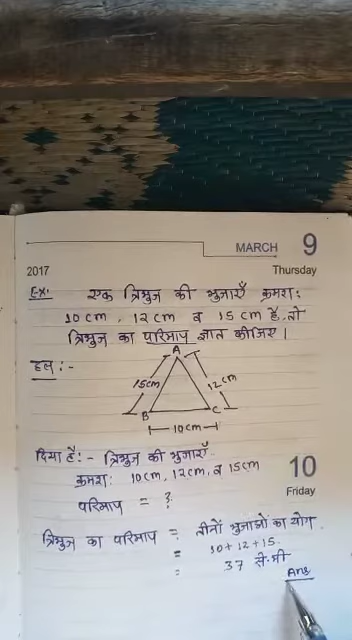 MARCH 9
2017 Thursday
Ex:- एक त्रिभुज की भुजाएँ क्रमश:
10 cm, 12 cm व 15 cm है, तो
त्रिभुज का परिमाप ज्ञात कीजिए।
हल:-
A
15cm 12cm
B C
10cm
दिया है:- त्रिभुज की भुजाएँ
क्रमश: 10cm, 12cm, व 15cm
10
Friday
परिमाप = ?
त्रिभुज का परिमाप = तीनों भुजाओं का योग
= 10+12+15
= 37 से.मी
Ans